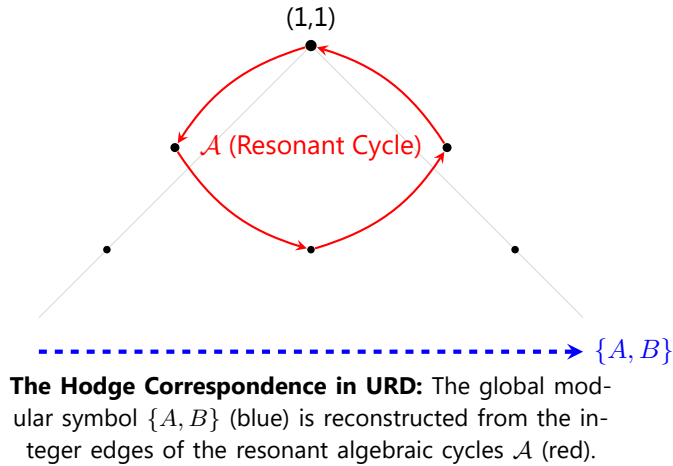 (1,1)
𝒜 (Resonant Cycle)
{A, B}
The Hodge Correspondence in URD: The global mod-
ular symbol {A, B} (blue) is reconstructed from the in-
teger edges of the resonant algebraic cycles 𝒜 (red).